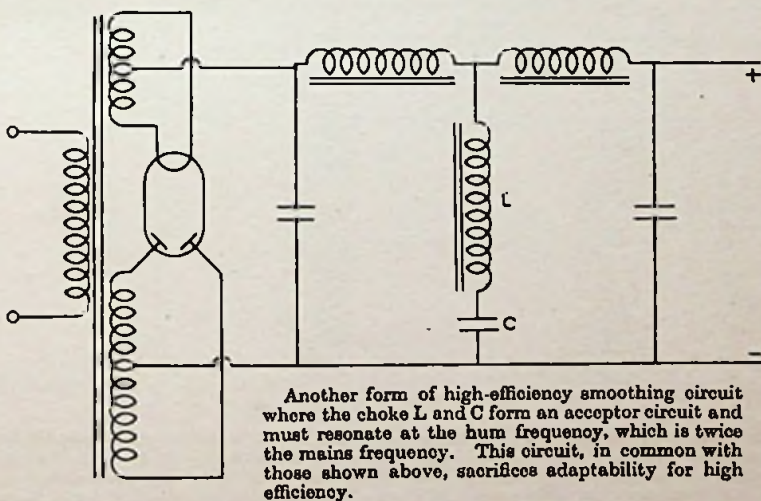 +
L
C
−
Another form of high-efficiency smoothing circuit
where the choke L and C form an acceptor circuit and
must resonate at the hum frequency, which is twice
the mains frequency. This circuit, in common with
those shown above, sacrifices adaptability for high
efficiency.